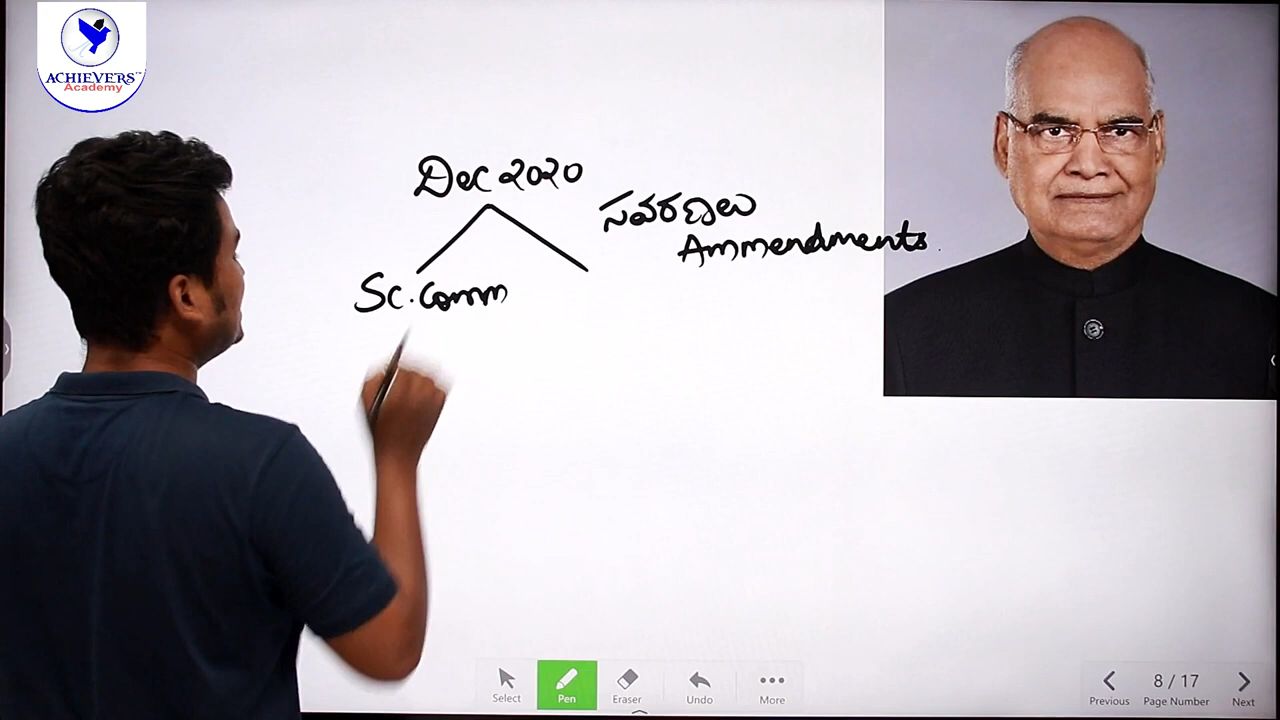 ACHIEVERS
Academy
Dec 2020
సవరణలు
Ammendments.
Sc. Comm
Select
Pen
Eraser
Undo
More
Previous
8 / 17
Page Number
Next